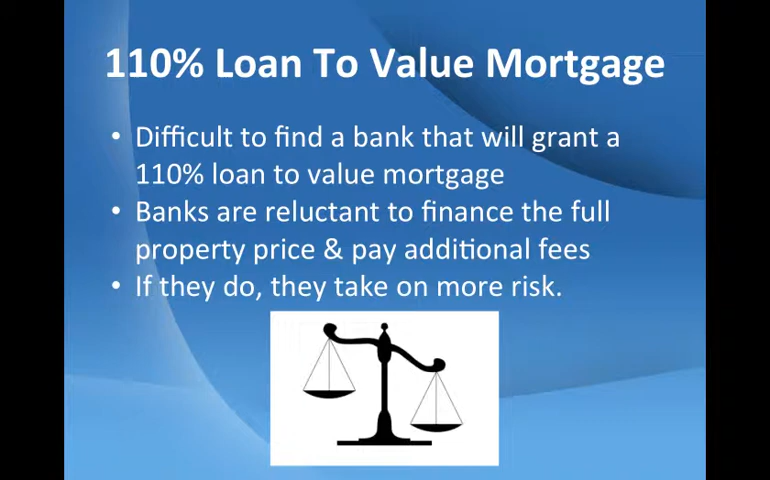 110% Loan To Value Mortgage
• Difficult to find a bank that will grant a
110% loan to value mortgage
• Banks are reluctant to finance the full
property price & pay additional fees
• If they do, they take on more risk.